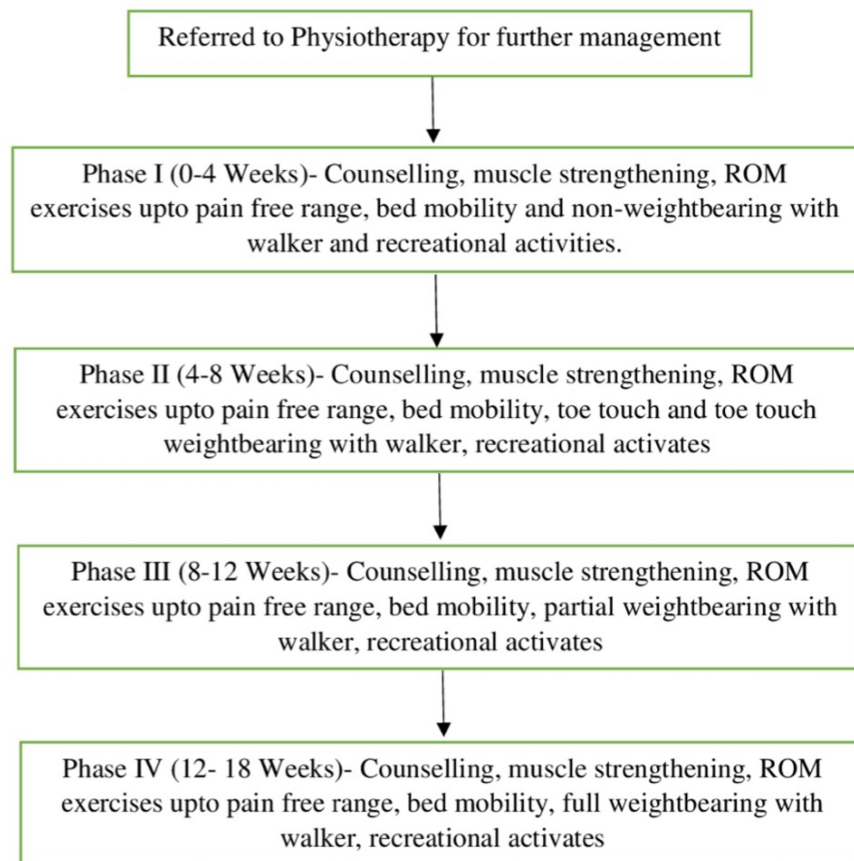 Referred to Physiotherapy for further management
Phase I (0-4 Weeks)- Counselling, muscle strengthening, ROM
exercises upto pain free range, bed mobility and non-weightbearing with
walker and recreational activities.
Phase II (4-8 Weeks)- Counselling, muscle strengthening, ROM
exercises upto pain free range, bed mobility, toe touch and toe touch
weightbearing with walker, recreational activates
Phase III (8-12 Weeks)- Counselling, muscle strengthening, ROM
exercises upto pain free range, bed mobility, partial weightbearing with
walker, recreational activates
Phase IV (12- 18 Weeks)- Counselling, muscle strengthening, ROM
exercises upto pain free range, bed mobility, full weightbearing with
walker, recreational activates